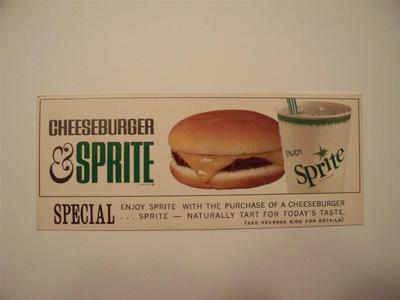 CHEESEBURGER
& SPRITE
ENJOY
Sprite
SPECIAL
ENJOY SPRITE WITH THE PURCHASE OF A CHEESEBURGER
... SPRITE — NATURALLY TART FOR TODAY'S TASTE.
(SEE REVERSE SIDE FOR DETAILS)